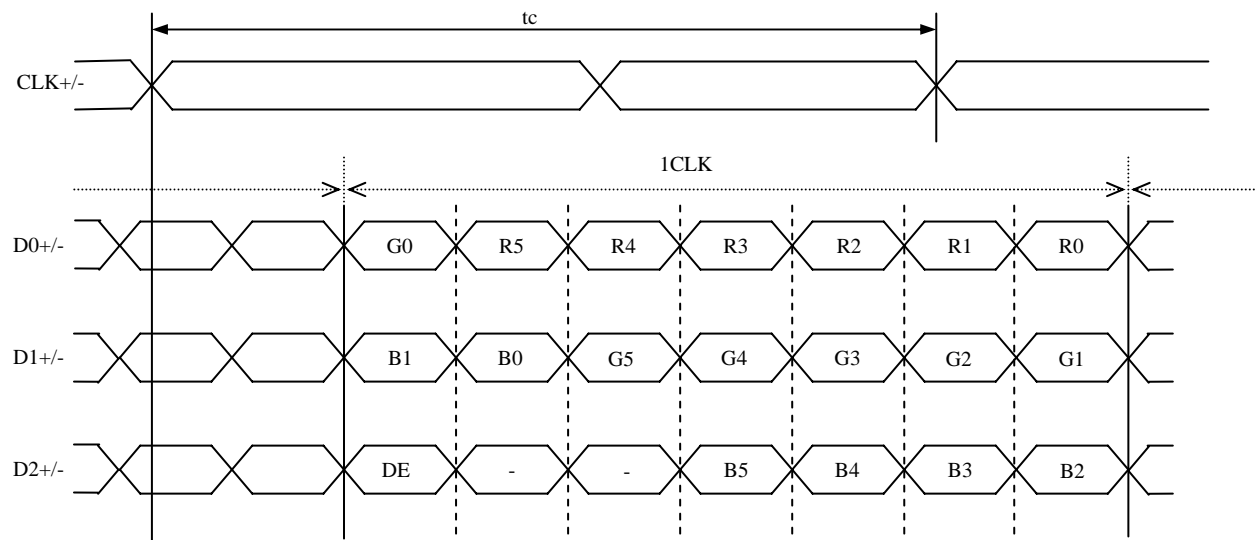 tc
CLK+/-
1CLK
D0+/- G0 R5 R4 R3 R2 R1 R0
D1+/- B1 B0 G5 G4 G3 G2 G1
D2+/- DE - - B5 B4 B3 B2